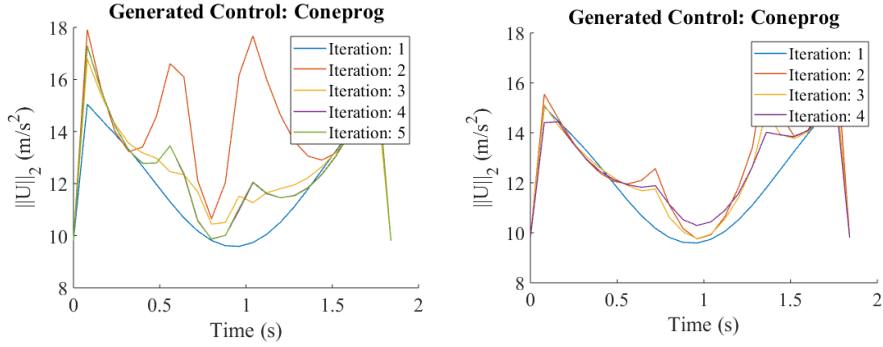 Generated Control: Coneprog
18
16
14
12
10
8
||U||2 (m/s2)
0
0.5
1
1.5
2
Time (s)
Iteration: 1
Iteration: 2
Iteration: 3
Iteration: 4
Iteration: 5
Generated Control: Coneprog
18
16
14
12
10
8
||U||2 (m/s2)
0
0.5
1
1.5
2
Time (s)
Iteration: 1
Iteration: 2
Iteration: 3
Iteration: 4